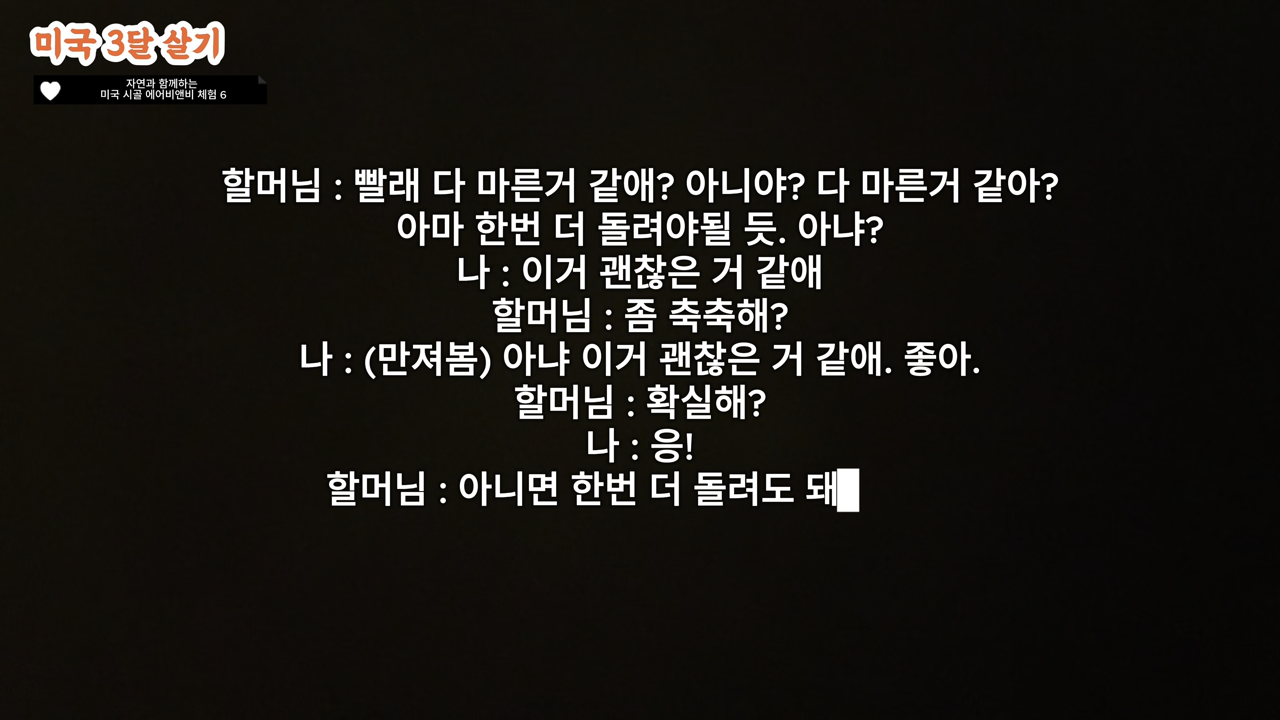 미국 3달 살기
자연과 함께하는
미국 시골 에어비앤비 체험 6
할머님 : 빨래 다 마른거 같애? 아니야? 다 마른거 같아?
아마 한번 더 돌려야될 듯. 아냐?
나 : 이거 괜찮은 거 같애
할머님 : 좀 축축해?
나 : (만져봄) 아냐 이거 괜찮은 거 같애. 좋아.
할머님 : 확실해?
나 : 응!
할머님 : 아니면 한번 더 돌려도 돼